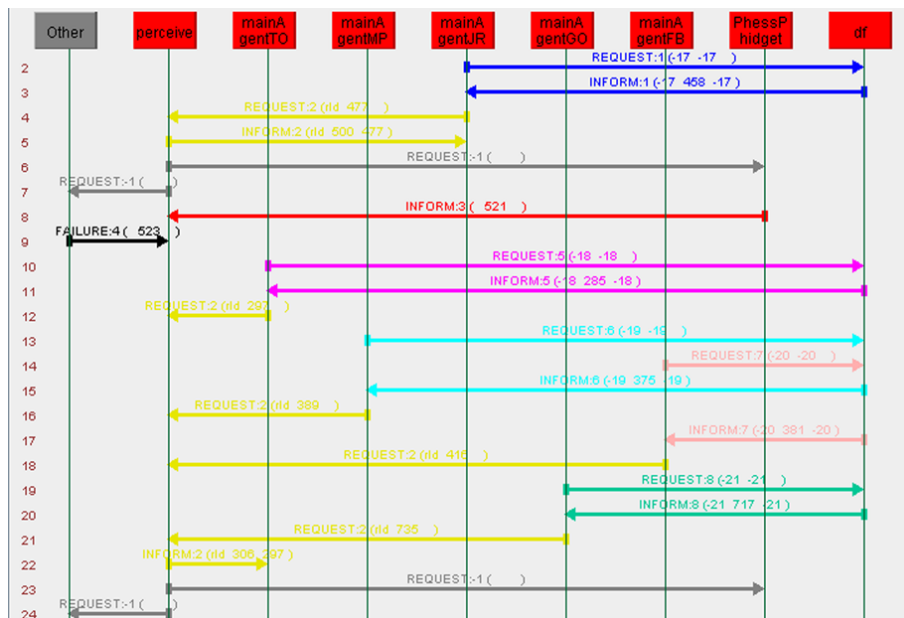 Other perceive mainA gentTO mainA gentMP mainA gentJR mainA gentGO mainA gentFB PhessP hidget df
2 REQUEST:1 (-17 -17 )
3 INFORM:1 (-17 458 -17)
4 REQUEST:2 (rld 477 )
5 INFORM:2 (rld 500 477 )
6 REQUEST:-1 ( )
7 REQUEST:-1 ( )
8 INFORM:3 ( 521 )
9 FAILURE:4 ( 523 )
10 REQUEST:5 (-18 -18 )
11 INFORM:5 (-18 285 -18)
12 REQUEST:2 (rld 297 )
13 REQUEST:6 (-19 -19 )
14 REQUEST:7 (-20 -20 )
15 INFORM:6 (-19 375 -19)
16 REQUEST:2 (rld 389 )
17 INFORM:7 (-20 381 -20)
18 REQUEST:2 (rld 416 )
19 REQUEST:8 (-21 -21 )
20 INFORM:8 (-21 717 -21)
21 REQUEST:2 (rld 735 )
22 INFORM:2 (rld 306 297 )
23 REQUEST:-1 ( )
24 REQUEST:-1 ( )